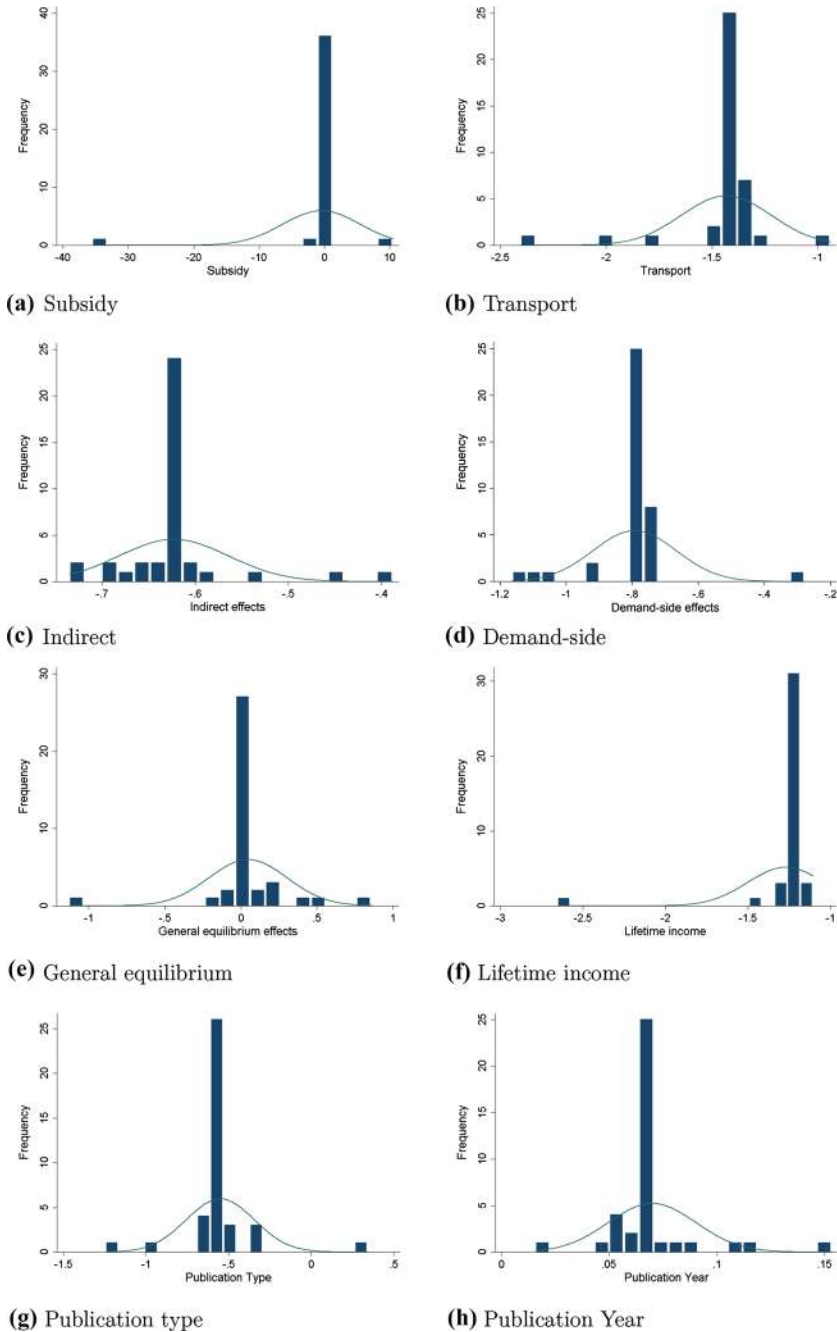 40
30
20
10
0
Frequency
-40 -30 -20 -10 0 10
Subsidy
(a) Subsidy
25
20
15
10
5
0
Frequency
-2.5 -2 -1.5 -1
Transport
(b) Transport
25
20
15
10
5
0
Frequency
-.7 -.6 -.5 -.4
Indirect effects
(c) Indirect
25
20
15
10
5
0
Frequency
-1.2 -1 -.8 -.6 -.4 -.2
Demand-side effects
(d) Demand-side
30
20
10
0
Frequency
-1 -.5 0 .5 1
General equilibrium effects
(e) General equilibrium
30
20
10
0
Frequency
-3 -2.5 -2 -1.5 -1
Lifetime income
(f) Lifetime income
25
20
15
10
5
0
Frequency
-1.5 -1 -.5 0 .5
Publication Type
(g) Publication type
25
20
15
10
5
0
Frequency
0 .05 .1 .15
Publication Year
(h) Publication Year